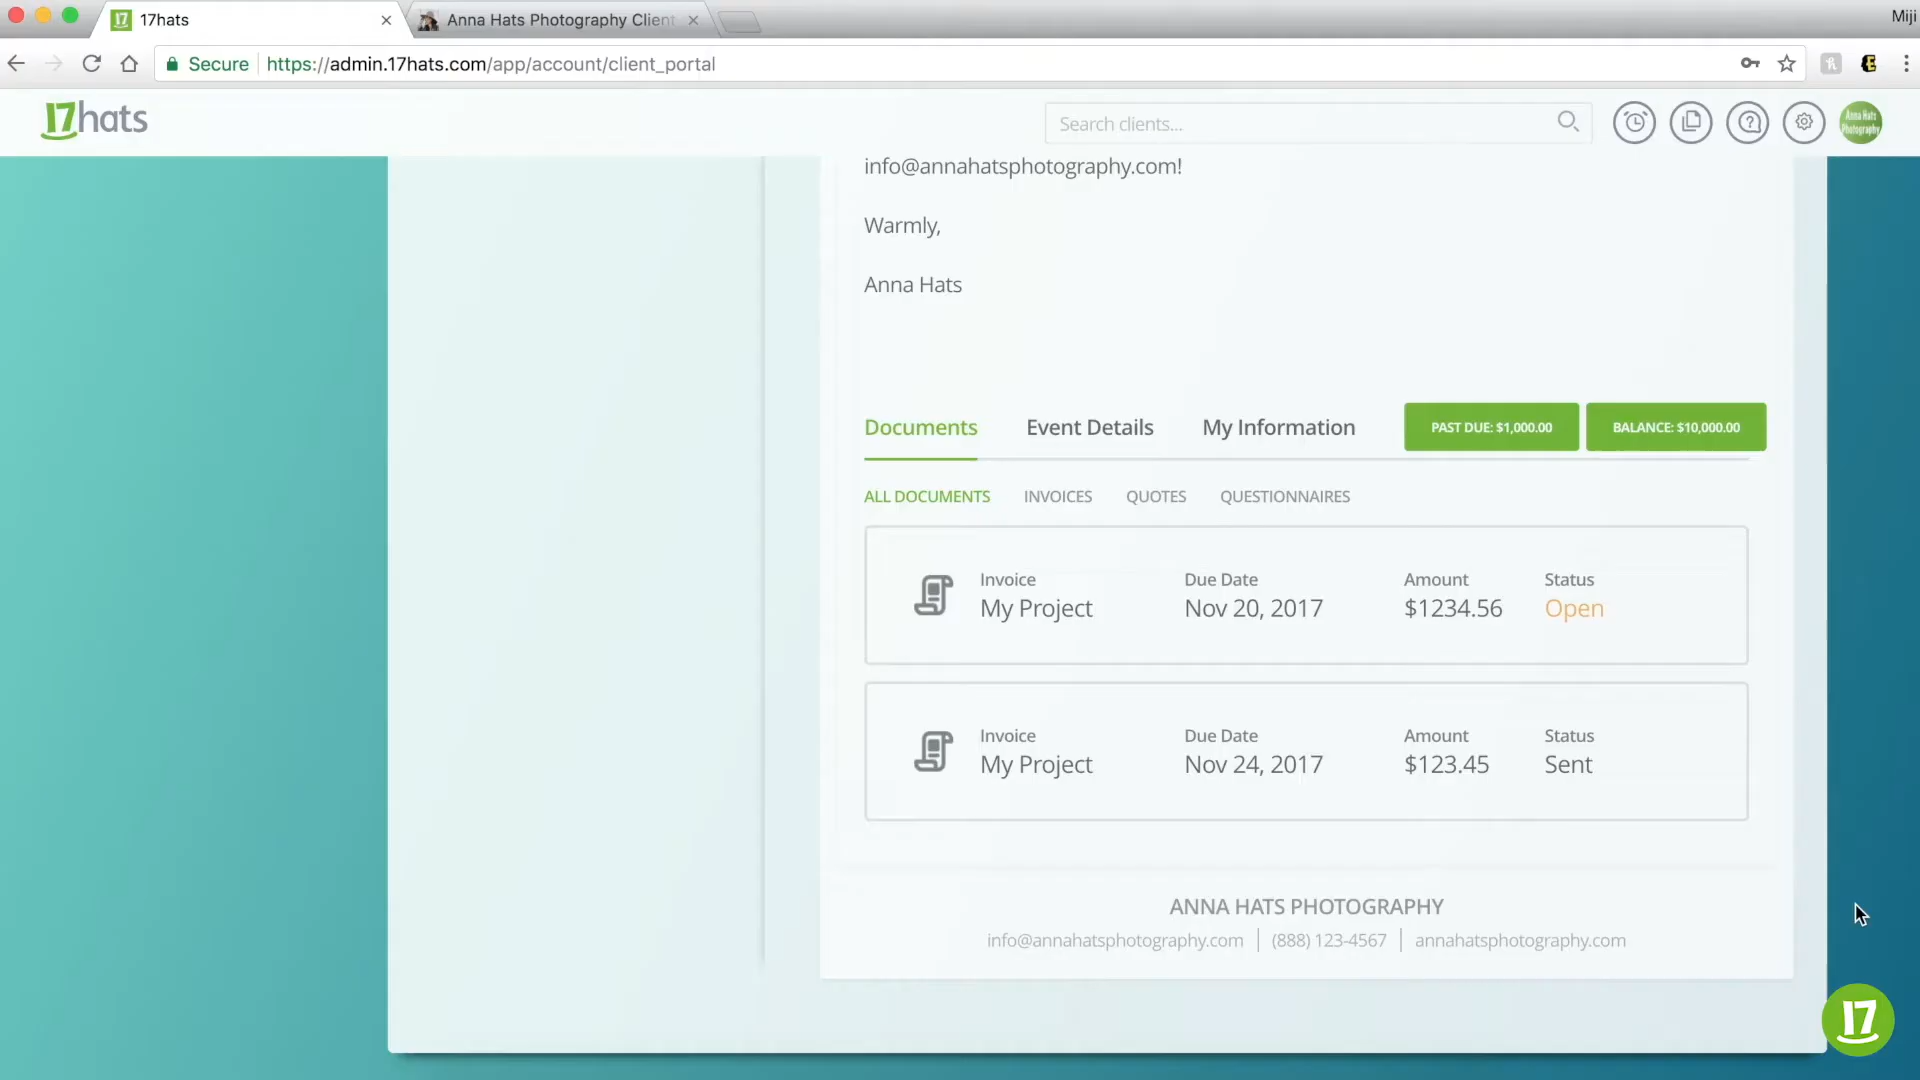 17 17hats
Anna Hats Photography Client
Miji
Secure https://admin.17hats.com/app/account/client_portal
17hats
Search clients...
Anna Hats
Photography
info@annahatsphotography.com!
Warmly,
Anna Hats
Documents Event Details My Information PAST DUE: $1,000.00 BALANCE: $10,000.00
ALL DOCUMENTS INVOICES QUOTES QUESTIONNAIRES
Invoice Due Date Amount Status
My Project Nov 20, 2017 $1234.56 Open
Invoice Due Date Amount Status
My Project Nov 24, 2017 $123.45 Sent
ANNA HATS PHOTOGRAPHY
info@annahatsphotography.com (888) 123-4567 annahatsphotography.com
17